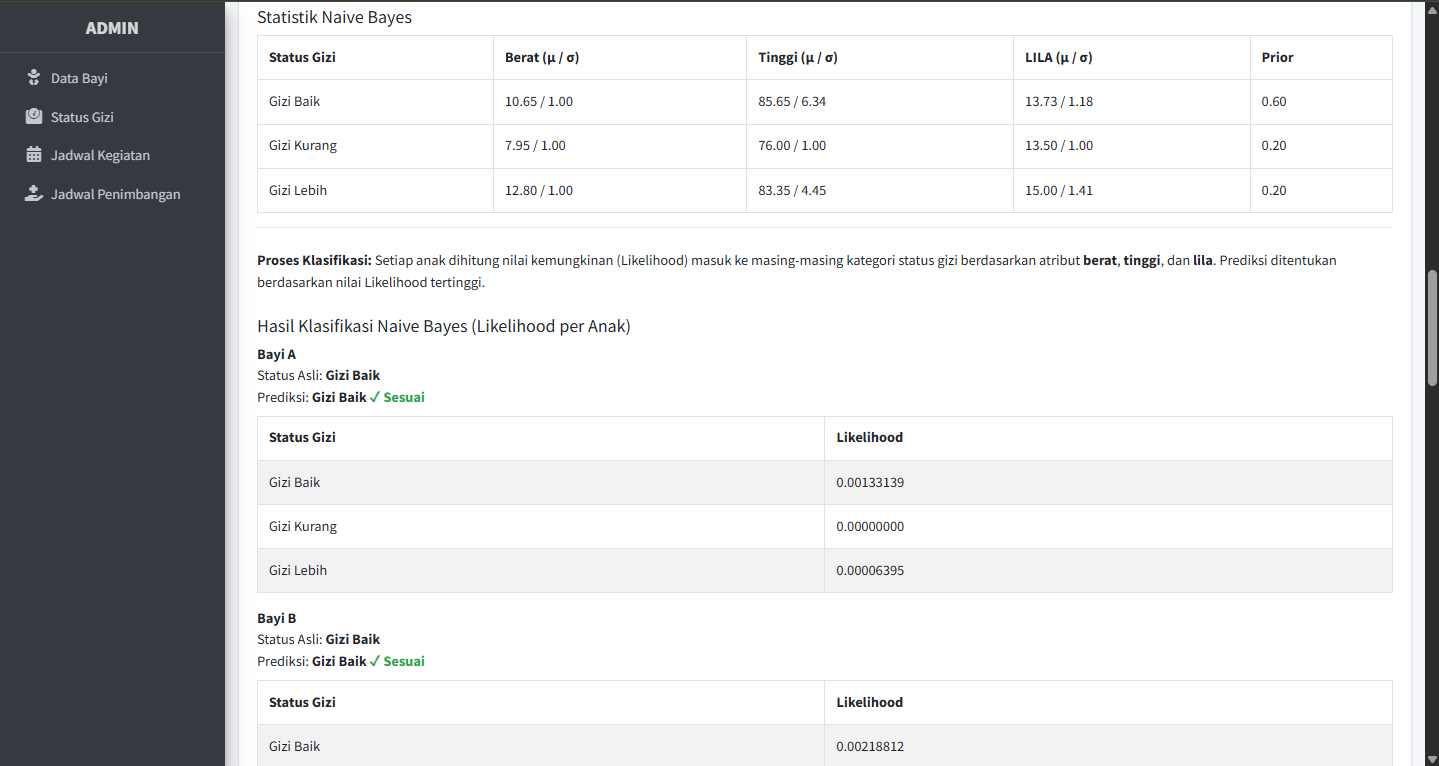 ADMIN
Data Bayi
Status Gizi
Jadwal Kegiatan
Jadwal Penimbangan
Statistik Naive Bayes
Status Gizi Berat (μ / σ) Tinggi (μ / σ) LILA (μ / σ) Prior
Gizi Baik 10.65 / 1.00 85.65 / 6.34 13.73 / 1.18 0.60
Gizi Kurang 7.95 / 1.00 76.00 / 1.00 13.50 / 1.00 0.20
Gizi Lebih 12.80 / 1.00 83.35 / 4.45 15.00 / 1.41 0.20
Proses Klasifikasi: Setiap anak dihitung nilai kemungkinan (Likelihood) masuk ke masing-masing kategori status gizi berdasarkan atribut berat, tinggi, dan lila. Prediksi ditentukan
berdasarkan nilai Likelihood tertinggi.
Hasil Klasifikasi Naive Bayes (Likelihood per Anak)
Bayi A
Status Asli: Gizi Baik
Prediksi: Gizi Baik ✓ Sesuai
Status Gizi Likelihood
Gizi Baik 0.00133139
Gizi Kurang 0.00000000
Gizi Lebih 0.00006395
Bayi B
Status Asli: Gizi Baik
Prediksi: Gizi Baik ✓ Sesuai
Status Gizi Likelihood
Gizi Baik 0.00218812